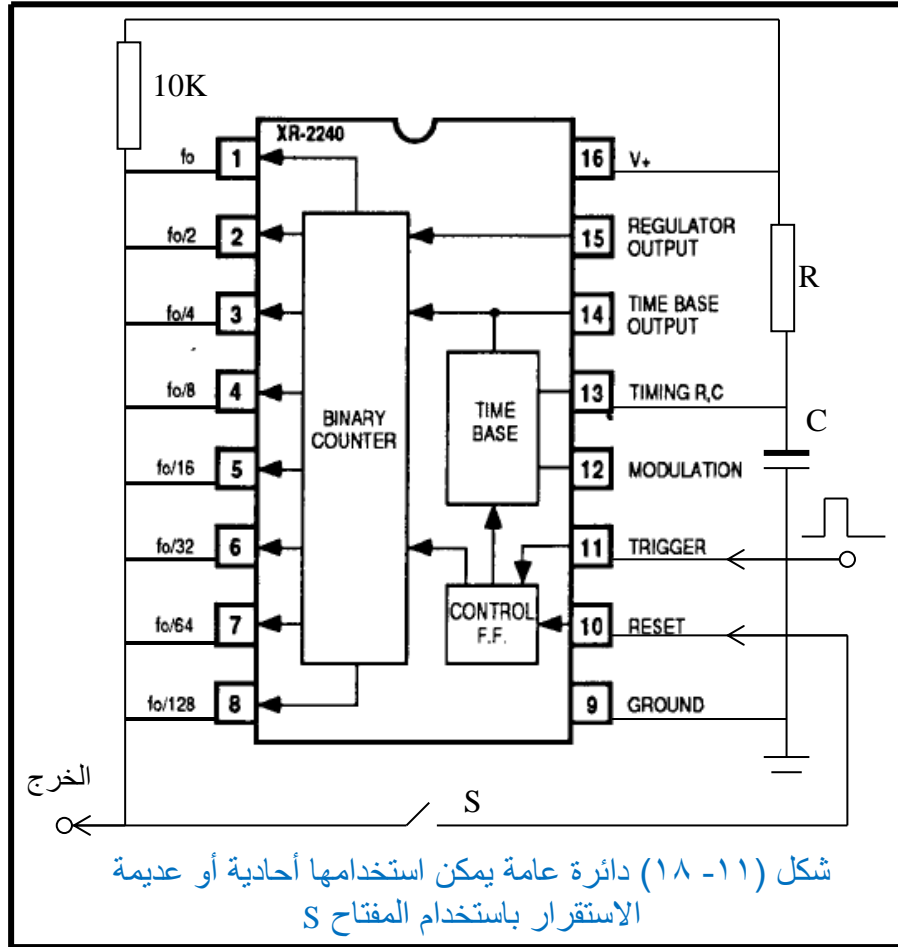 10K
XR-2240
fo 1
fo/2 2
fo/4 3
fo/8 4
fo/16 5
fo/32 6
fo/64 7
fo/128 8
BINARY
COUNTER
TIME
BASE
CONTROL
F.F.
16 V+
15 REGULATOR
OUTPUT
14 TIME BASE
OUTPUT
13 TIMING R,C
12 MODULATION
11 TRIGGER
10 RESET
9 GROUND
R
C
الخرج
S
شكل (١١- ١٨) دائرة عامة يمكن استخدامها أحادية أو عديمة
الاستقرار باستخدام المفتاح S